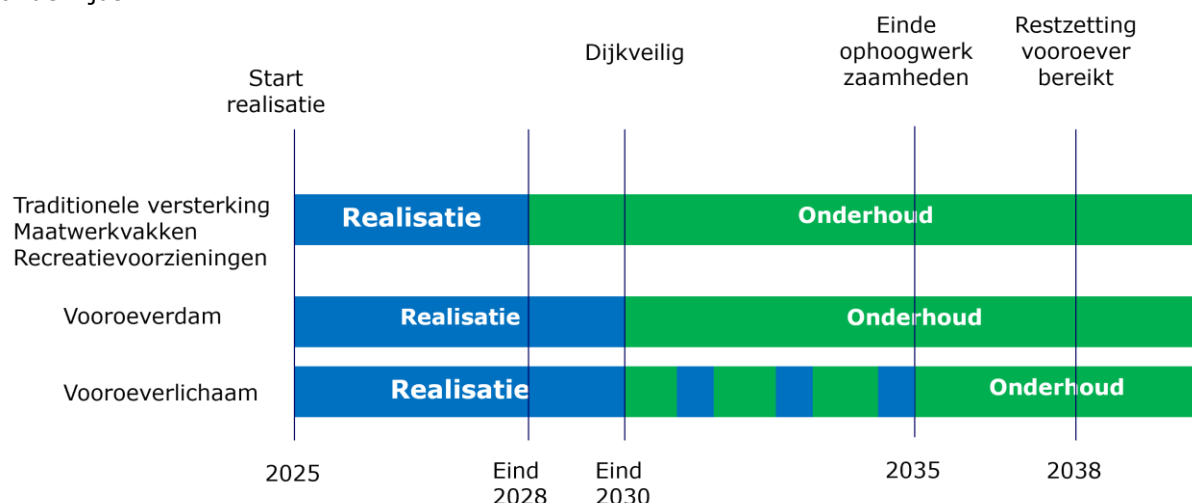 Start
realisatie
Dijkveilig
Einde
ophoogwerk
zaamheden
Restzetting
vooroever
bereikt
Traditionele versterking
Maatwerkvakken
Recreatievoorzieningen
Realisatie
Onderhoud
Vooroeverdam
Realisatie
Onderhoud
Vooroeverlichaam
Realisatie
Onderhoud
2025
Eind
2028
Eind
2030
2035
2038